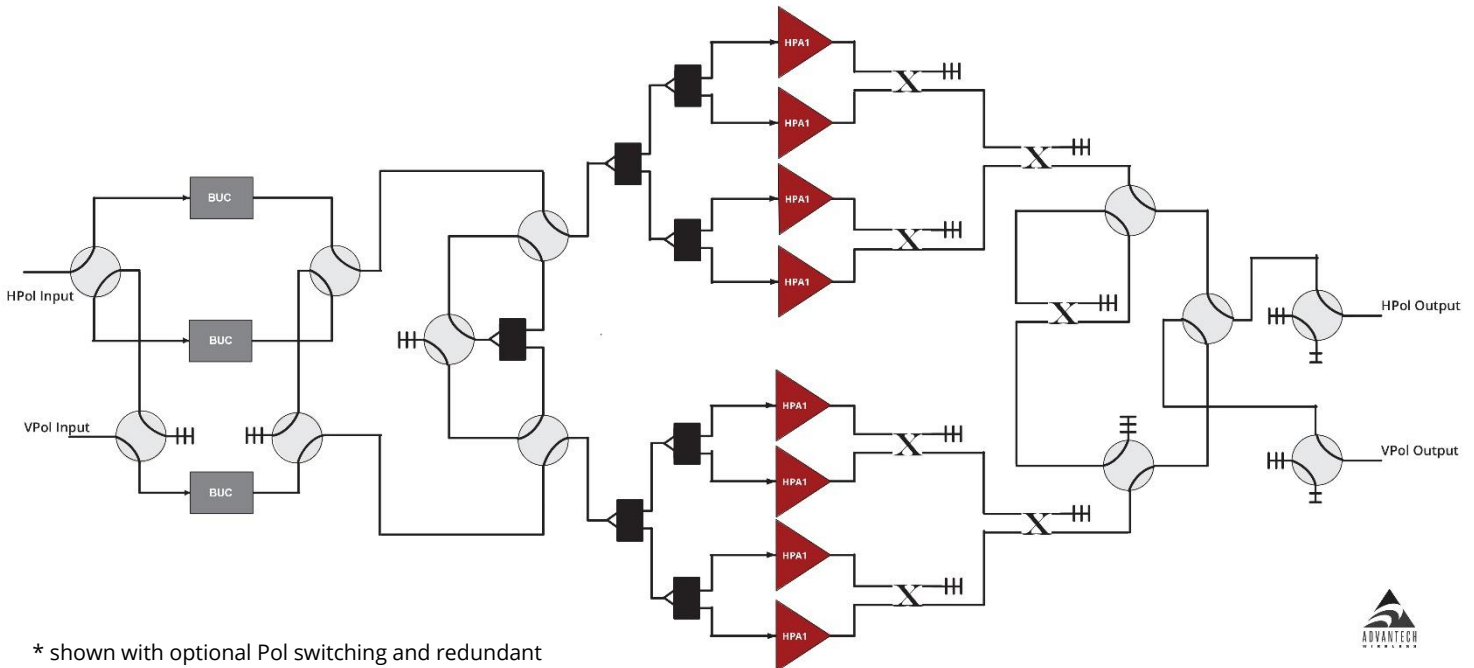 HPA1
HPA1
BUC
HPA1
HPol Input
HPA1
HPol Output
BUC
HPA1
VPol Input
VPol Output
HPA1
BUC
HPA1
HPA1
ADVANTECH
WIRELESS
* shown with optional Pol switching and redundant